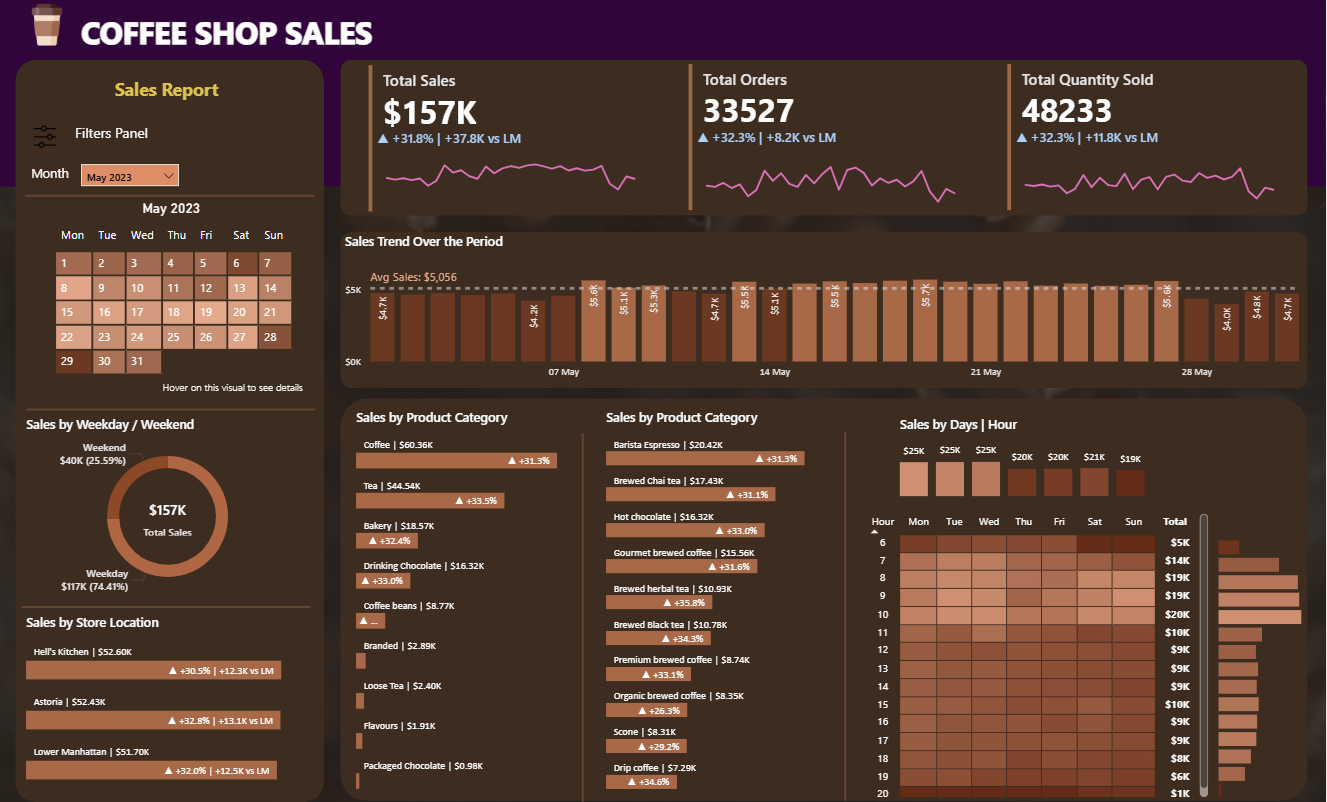 COFFEE SHOP SALES
Sales Report
Filters Panel
Month
May 2023
May 2023
Mon Tue Wed Thu Fri Sat Sun
1 2 3 4 5 6 7
8 9 10 11 12 13 14
15 16 17 18 19 20 21
22 23 24 25 26 27 28
29 30 31
Hover on this visual to see details
Sales by Weekday / Weekend
Weekend
$40K (25.59%)
$157K
Total Sales
Weekday
$117K (74.41%)
Sales by Store Location
Hell's Kitchen | $52.60K
▲ +30.5% | +12.3K vs LM
Astoria | $52.43K
▲ +32.8% | +13.1K vs LM
Lower Manhattan | $51.70K
▲ +32.0% | +12.5K vs LM
Total Sales
$157K
▲ +31.8% | +37.8K vs LM
Total Orders
33527
▲ +32.3% | +8.2K vs LM
Total Quantity Sold
48233
▲ +32.3% | +11.8K vs LM
Sales Trend Over the Period
Avg Sales: $5,056
$5K
$4.7K $4.2K $5.6K $5.1K $5.3K $4.7K $5.5K $5.1K $5.5K $5.7K $5.6K $4.0K $4.8K $4.7K
$0K
07 May 14 May 21 May 28 May
Sales by Product Category
Coffee | $60.36K
▲ +31.3%
Tea | $44.54K
▲ +33.5%
Bakery | $18.57K
▲ +32.4%
Drinking Chocolate | $16.32K
▲ +33.0%
Coffee beans | $8.77K
▲ ...
Branded | $2.89K
Loose Tea | $2.40K
Flavours | $1.91K
Packaged Chocolate | $0.98K
Sales by Product Category
Barista Espresso | $20.42K
▲ +31.3%
Brewed Chai tea | $17.43K
▲ +31.1%
Hot chocolate | $16.32K
▲ +33.0%
Gourmet brewed coffee | $15.56K
▲ +31.6%
Brewed herbal tea | $10.93K
▲ +35.8%
Brewed Black tea | $10.78K
▲ +34.3%
Premium brewed coffee | $8.74K
▲ +33.1%
Organic brewed coffee | $8.35K
▲ +26.3%
Scone | $8.31K
▲ +29.2%
Drip coffee | $7.29K
▲ +34.6%
Sales by Days | Hour
$25K $25K $25K $20K $20K $21K $19K
Hour Mon Tue Wed Thu Fri Sat Sun Total
6 $5K
7 $14K
8 $19K
9 $19K
10 $20K
11 $10K
12 $9K
13 $9K
14 $9K
15 $10K
16 $9K
17 $9K
18 $8K
19 $6K
20 $1K